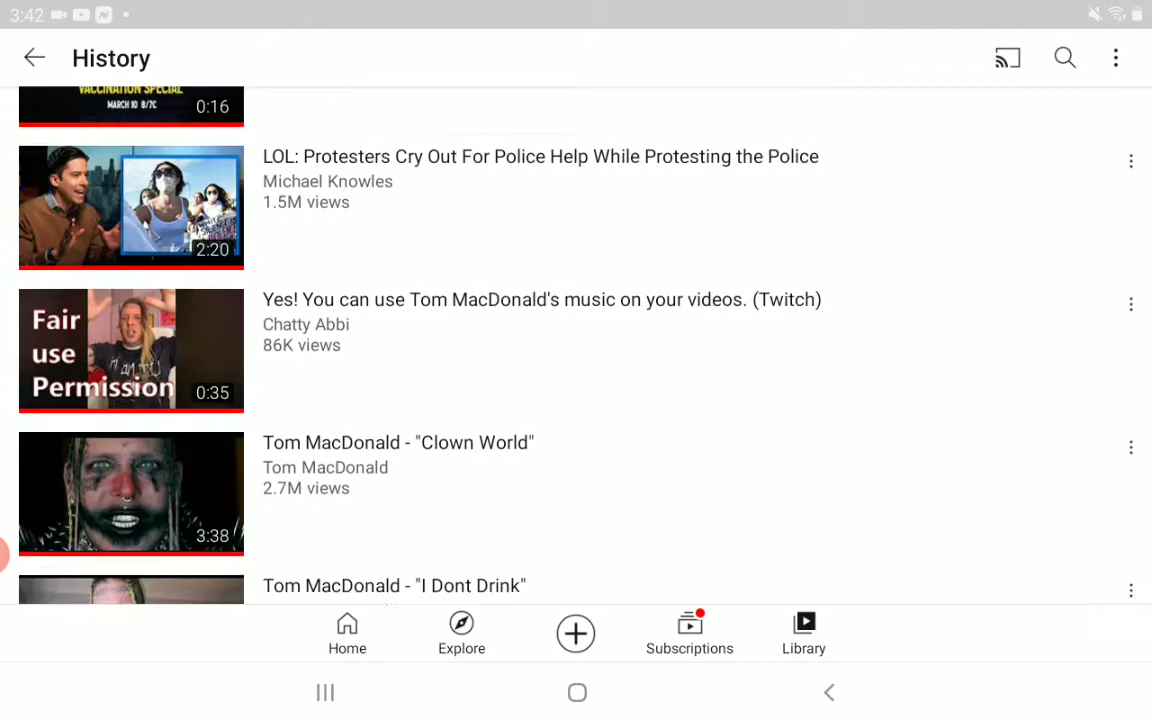 3:42
History
VACCINATION SPECIAL
MARCH 10 8/7C
0:16
LOL: Protesters Cry Out For Police Help While Protesting the Police
Michael Knowles
1.5M views
2:20
Yes! You can use Tom MacDonald's music on your videos. (Twitch)
Chatty Abbi
86K views
Fair
use
Permission
0:35
Tom MacDonald - "Clown World"
Tom MacDonald
2.7M views
3:38
Tom MacDonald - "I Dont Drink"
Home
Explore
Subscriptions
Library